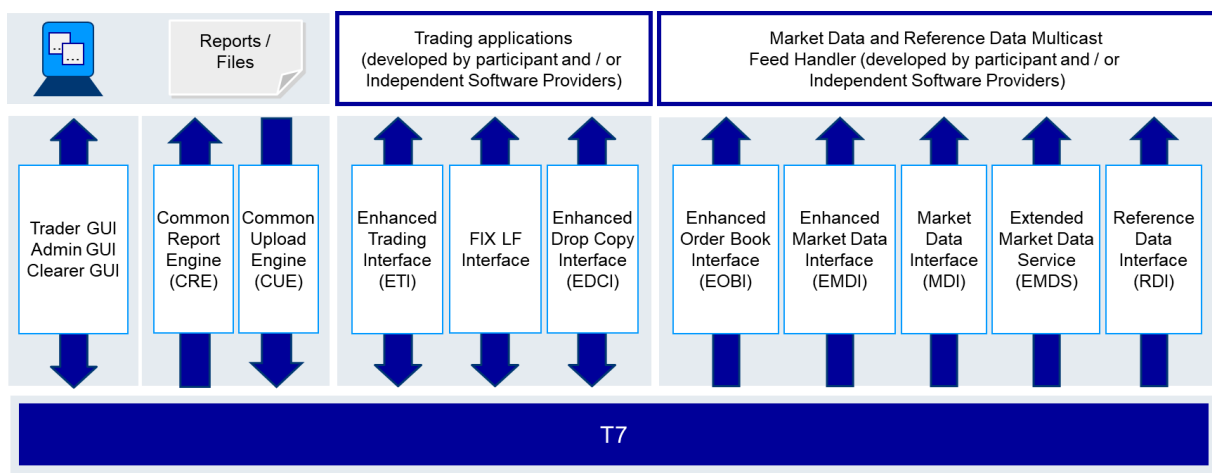 Reports /
Files
Trading applications
(developed by participant and / or
Independent Software Providers)
Market Data and Reference Data Multicast
Feed Handler (developed by participant and / or
Independent Software Providers)
Trader GUI
Admin GUI
Clearer GUI
Common
Report
Engine
(CRE)
Common
Upload
Engine
(CUE)
Enhanced
Trading
Interface
(ETI)
FIX LF
Interface
Enhanced
Drop Copy
Interface
(EDCI)
Enhanced
Order Book
Interface
(EOBI)
Enhanced
Market Data
Interface
(EMDI)
Market
Data
Interface
(MDI)
Extended
Market Data
Service
(EMDS)
Reference
Data
Interface
(RDI)
T7